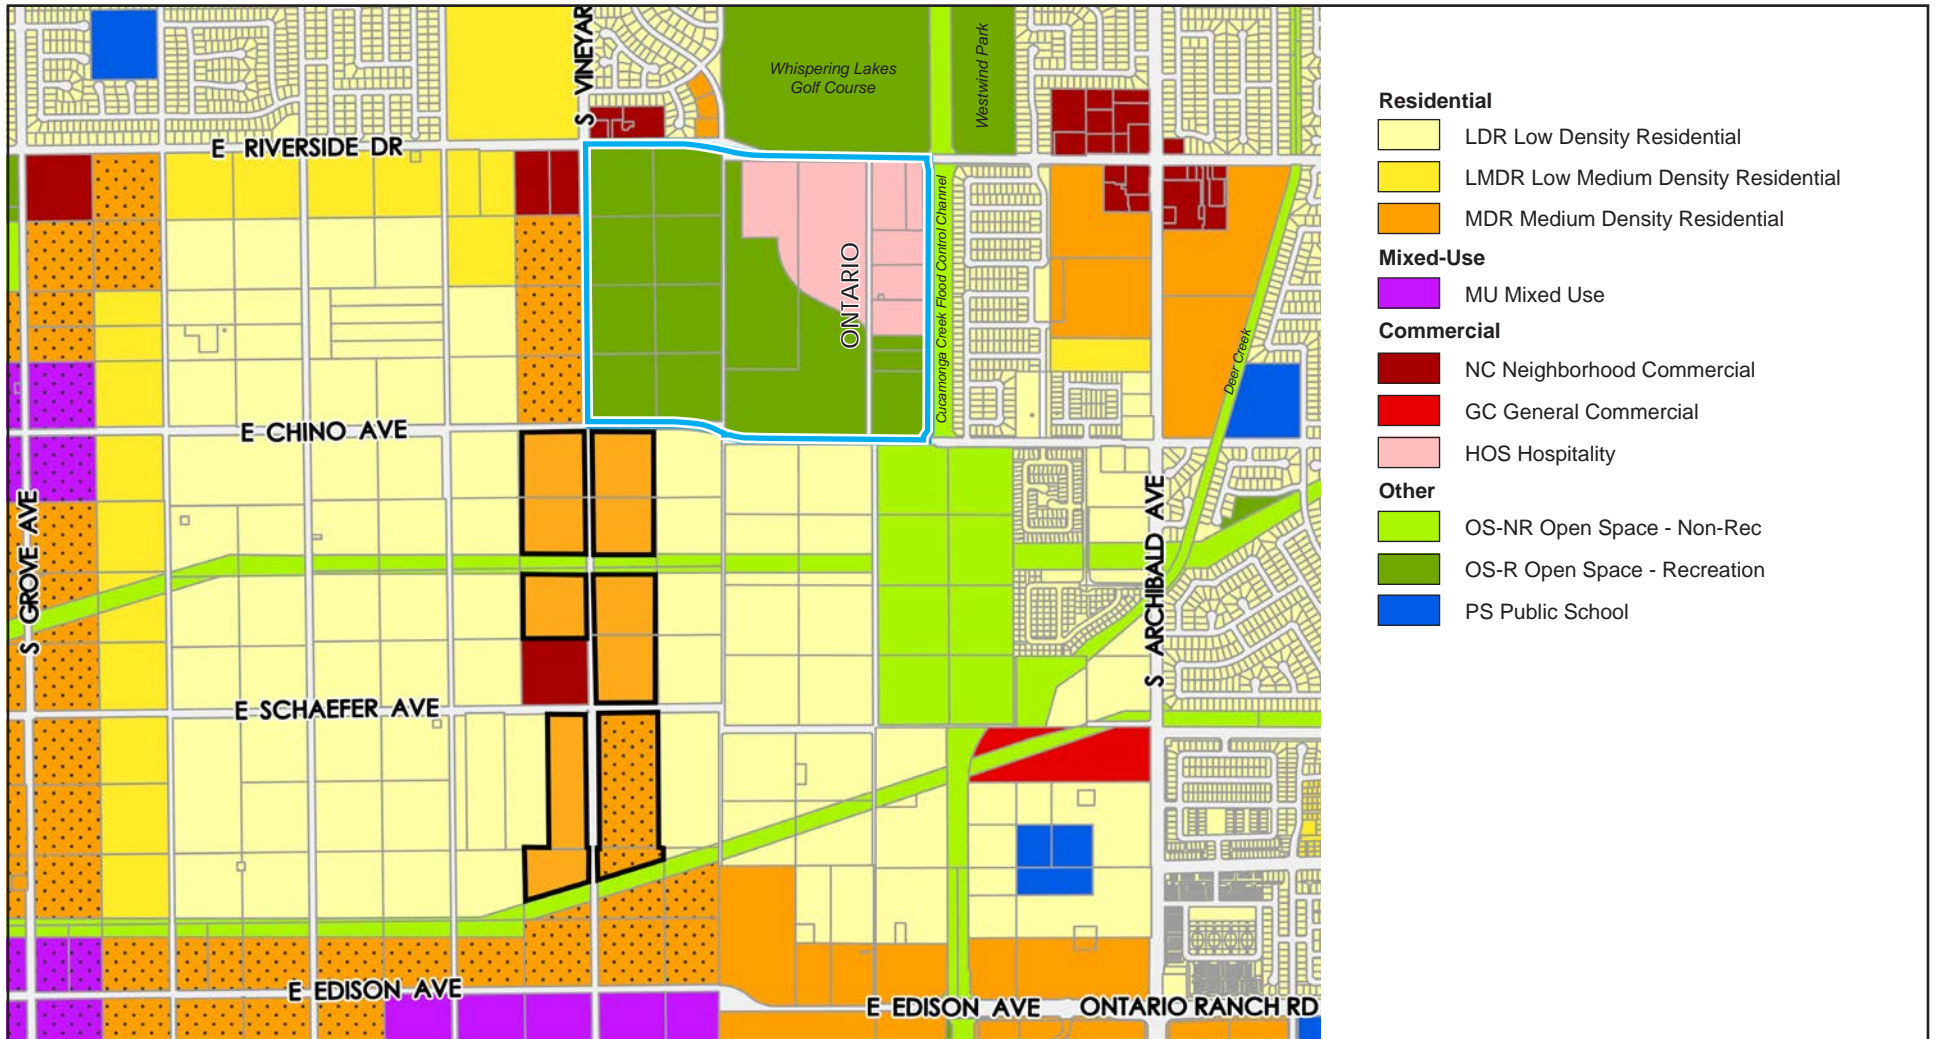 S VINEYAR
Whispering Lakes
Golf Course
Westwind Park
E RIVERSIDE DR
ONTARIO
Cucamonga Creek Flood Control Channel
Deer Creek
E CHINO AVE
S GROVE AVE
S ARCHIBALD AVE
E SCHAEFER AVE
E EDISON AVE
E EDISON AVE
ONTARIO RANCH RD
Residential
LDR Low Density Residential
LMDR Low Medium Density Residential
MDR Medium Density Residential
Mixed-Use
MU Mixed Use
Commercial
NC Neighborhood Commercial
GC General Commercial
HOS Hospitality
Other
OS-NR Open Space - Non-Rec
OS-R Open Space - Recreation
PS Public School